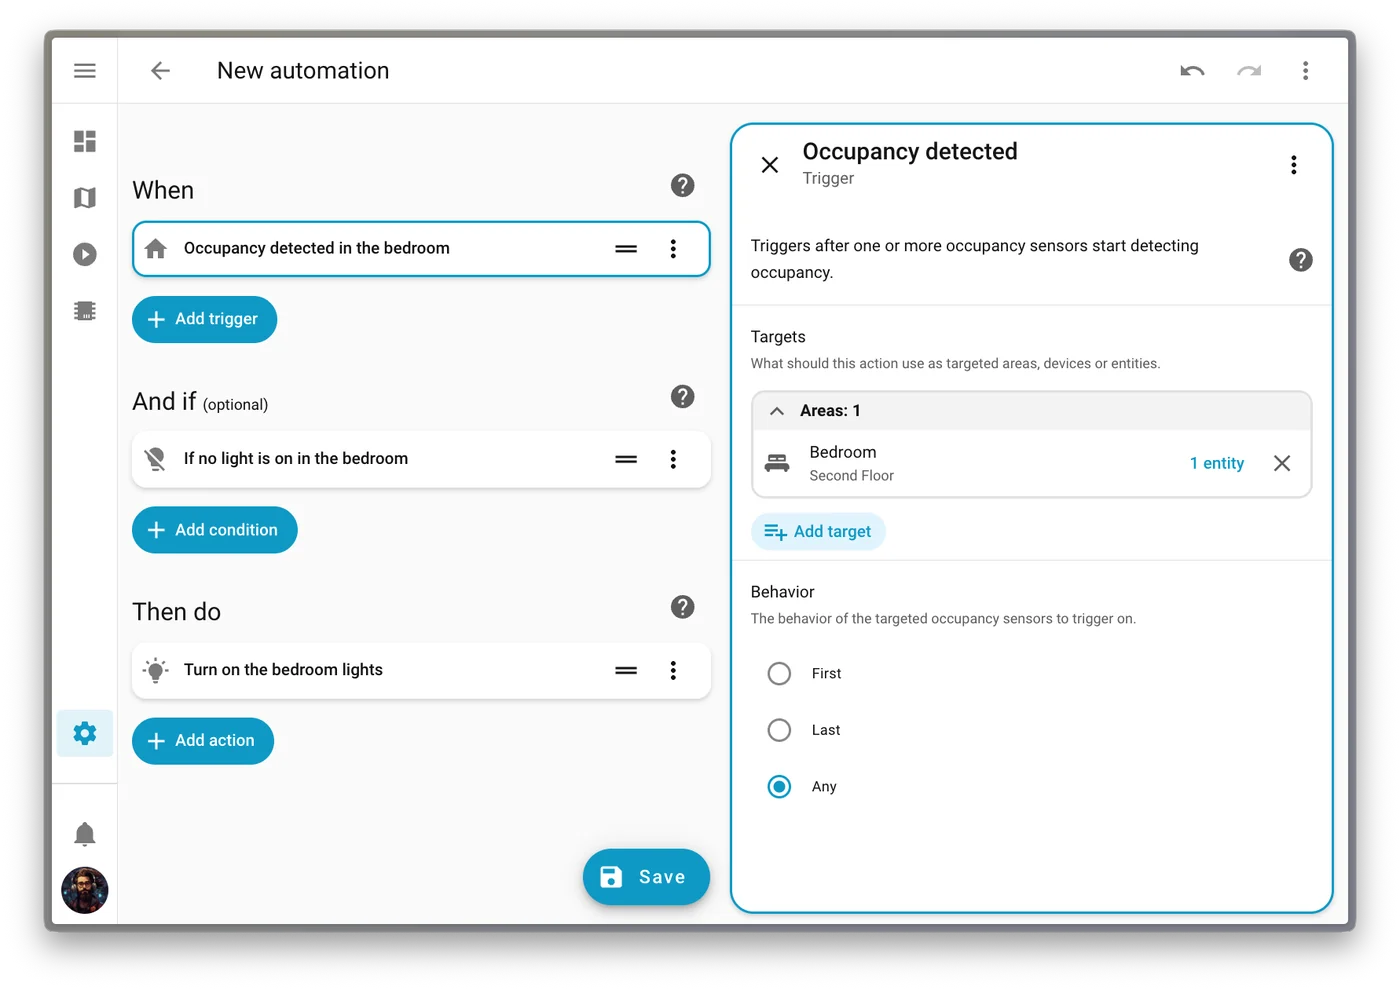 New automation
When
Occupancy detected in the bedroom
Add trigger
And if (optional)
If no light is on in the bedroom
Add condition
Then do
Turn on the bedroom lights
Add action
Save
Occupancy detected
Trigger
Triggers after one or more occupancy sensors start detecting
occupancy.
Targets
What should this action use as targeted areas, devices or entities.
Areas: 1
Bedroom
Second Floor
1 entity
Add target
Behavior
The behavior of the targeted occupancy sensors to trigger on.
First
Last
Any